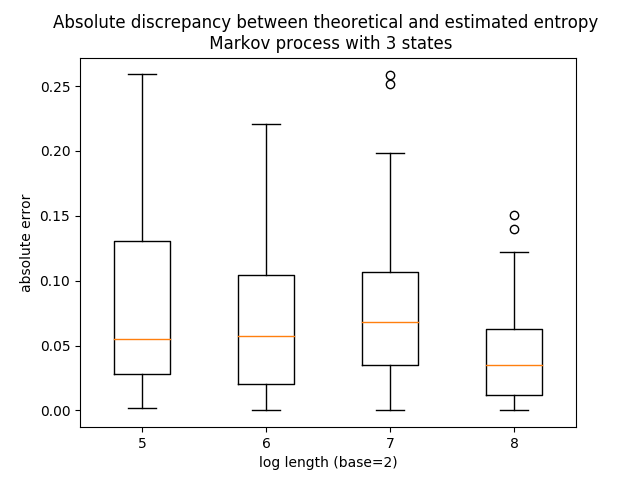 Absolute discrepancy between theoretical and estimated entropy
Markov process with 3 states
0.25
0.20
0.15
0.10
0.05
0.00
absolute error
5 6 7 8
log length (base=2)